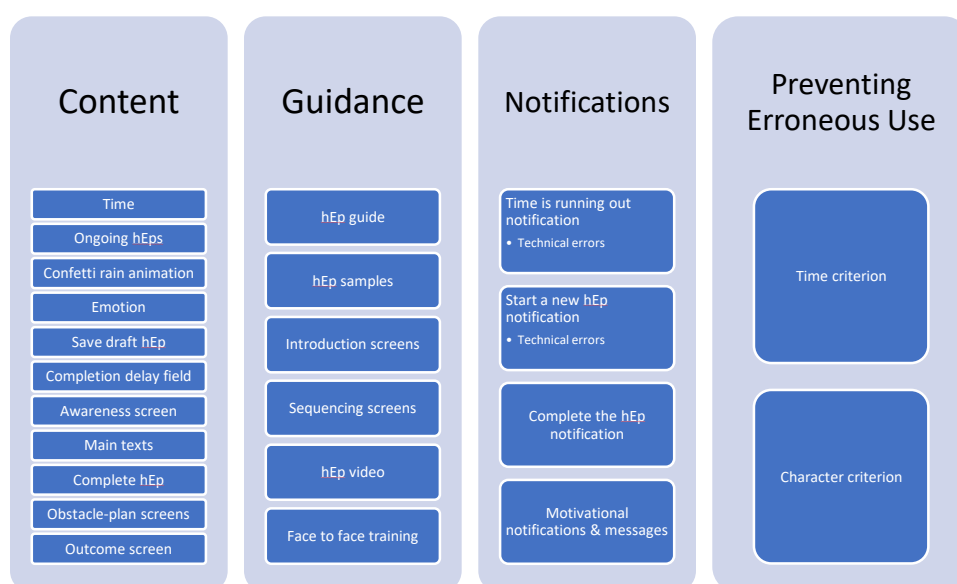 Content
Time
Ongoing hEps
Confetti rain animation
Emotion
Save draft hEp
Completion delay field
Awareness screen
Main texts
Complete hEp
Obstacle-plan screens
Outcome screen
Guidance
hEp guide
hEp samples
Introduction screens
Sequencing screens
hEp video
Face to face training
Notifications
Time is running out
notification
• Technical errors
Start a new hEp
notification
• Technical errors
Complete the hEp
notification
Motivational
notifications & messages
Preventing
Erroneous Use
Time criterion
Character criterion